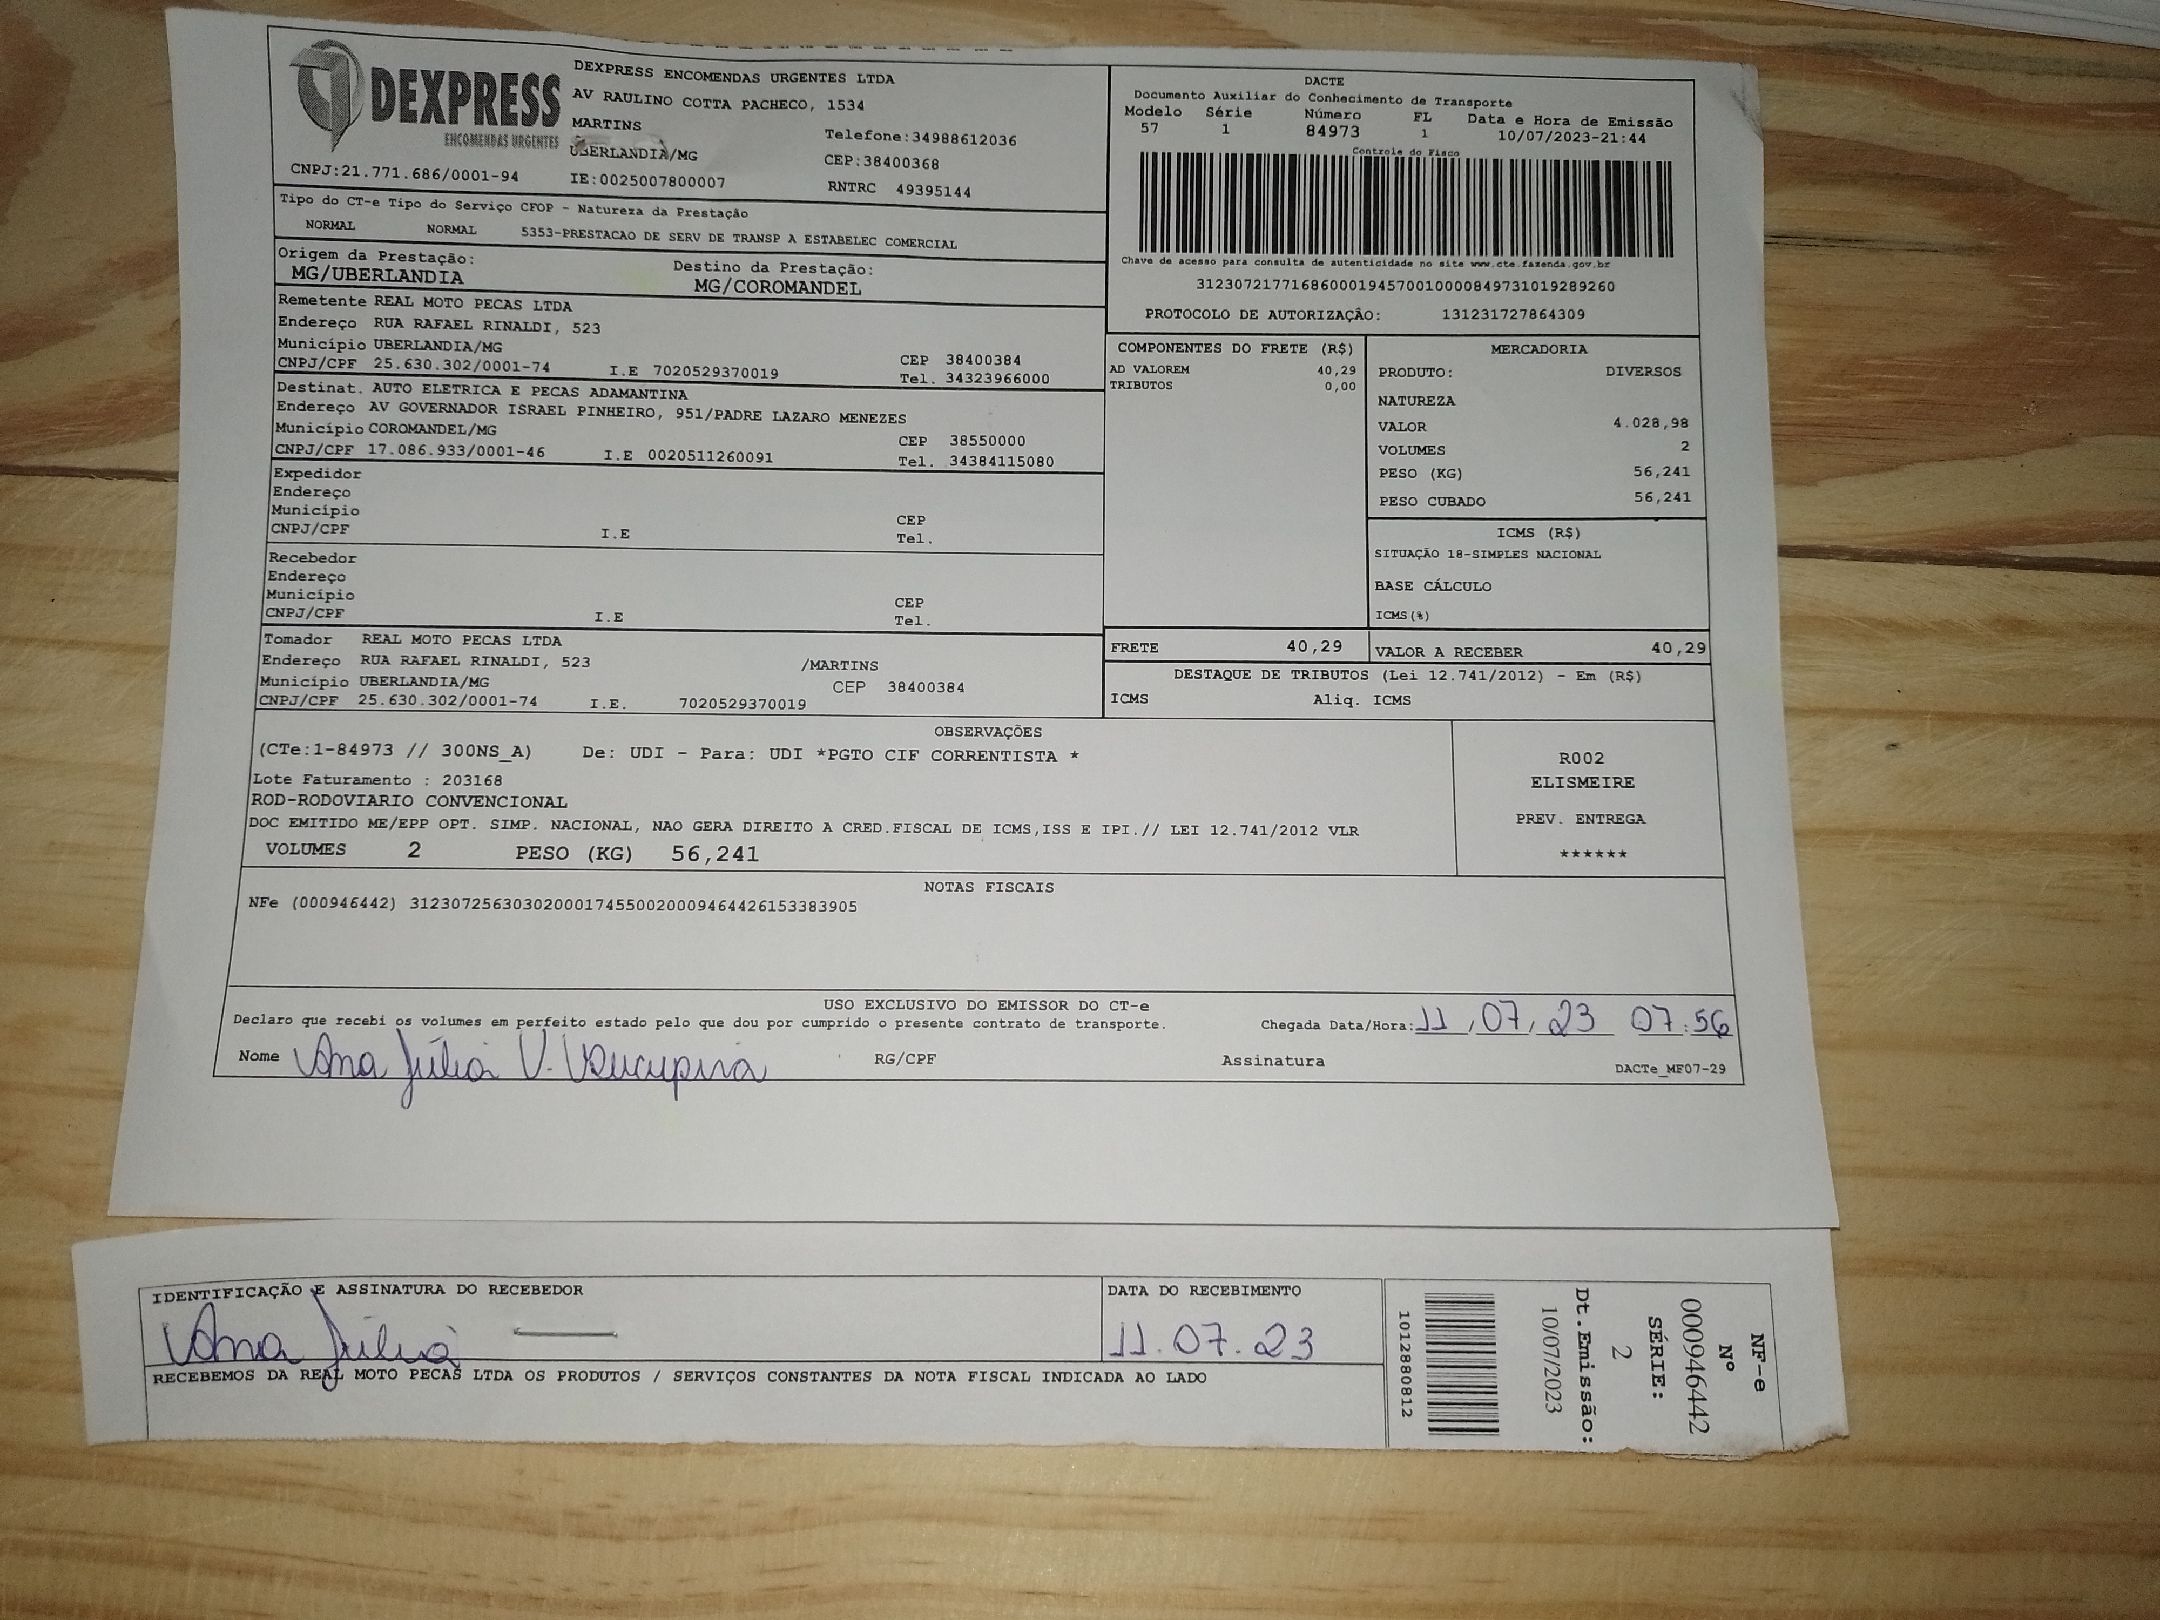 DEXPRESS
ENCOMENDAS URGENTES
DEXPRESS ENCOMENDAS URGENTES LTDA
AV RAULINO COTTA PACHECO, 1534
MARTINS
Telefone:34988612036
UBERLANDIA/MG
CEP:38400368
CNPJ:21.771.686/0001-94 IE:0025007800007 RNTRC 49395144
DACTE
Documento Auxiliar do Conhecimento de Transporte
Modelo Série Número FL Data e Hora de Emissão
57 1 84973 1 10/07/2023-21:44
Controle do Fisco
Chave de acesso para consulta de autenticidade no site www.cte.fazenda.gov.br
31230721771686000194570010000849731019289260
PROTOCOLO DE AUTORIZAÇÃO: 131231727864309
Tipo do CT-e Tipo do Serviço CFOP - Natureza da Prestação
NORMAL NORMAL 5353-PRESTACAO DE SERV DE TRANSP A ESTABELEC COMERCIAL
Origem da Prestação: Destino da Prestação:
MG/UBERLANDIA MG/COROMANDEL
Remetente REAL MOTO PECAS LTDA
Endereço RUA RAFAEL RINALDI, 523
Município UBERLANDIA/MG CEP 38400384
CNPJ/CPF 25.630.302/0001-74 I.E 7020529370019 Tel. 34323966000
Destinat. AUTO ELETRICA E PECAS ADAMANTINA
Endereço AV GOVERNADOR ISRAEL PINHEIRO, 951/PADRE LAZARO MENEZES
Município COROMANDEL/MG CEP 38550000
CNPJ/CPF 17.086.933/0001-46 I.E 0020511260091 Tel. 34384115080
Expedidor
Endereço
Município CEP
CNPJ/CPF I.E Tel.
Recebedor
Endereço
Município CEP
CNPJ/CPF I.E Tel.
Tomador REAL MOTO PECAS LTDA
Endereço RUA RAFAEL RINALDI, 523 /MARTINS
Município UBERLANDIA/MG CEP 38400384
CNPJ/CPF 25.630.302/0001-74 I.E. 7020529370019
COMPONENTES DO FRETE (R$)
AD VALOREM 40,29
TRIBUTOS 0,00
MERCADORIA
PRODUTO: DIVERSOS
NATUREZA
VALOR 4.028,98
VOLUMES 2
PESO (KG) 56,241
PESO CUBADO 56,241
ICMS (R$)
SITUAÇÃO 18-SIMPLES NACIONAL
BASE CÁLCULO
ICMS(%)
FRETE 40,29 VALOR A RECEBER 40,29
DESTAQUE DE TRIBUTOS (Lei 12.741/2012) - Em (R$)
ICMS Aliq. ICMS
OBSERVAÇÕES
(CTe:1-84973 // 300NS_A) De: UDI - Para: UDI *PGTO CIF CORRENTISTA *
Lote Faturamento : 203168
ROD-RODOVIARIO CONVENCIONAL
DOC EMITIDO ME/EPP OPT. SIMP. NACIONAL, NAO GERA DIREITO A CRED.FISCAL DE ICMS,ISS E IPI.// LEI 12.741/2012 VLR
VOLUMES 2 PESO (KG) 56,241
R002
ELISMEIRE
PREV. ENTREGA
******
NOTAS FISCAIS
NFe (000946442) 31230725630302000174550020009464426153383905
USO EXCLUSIVO DO EMISSOR DO CT-e
Declaro que recebi os volumes em perfeito estado pelo que dou por cumprido o presente contrato de transporte. Chegada Data/Hora: 11/07/23 07:56
Nome Ana Júlia V. RG/CPF Assinatura
DACTe_MF07-29
IDENTIFICAÇÃO E ASSINATURA DO RECEBEDOR
Ana Júlia
DATA DO RECEBIMENTO
11.07.23
RECEBEMOS DA REAL MOTO PECAS LTDA OS PRODUTOS / SERVIÇOS CONSTANTES DA NOTA FISCAL INDICADA AO LADO
NF-e
Nº
000946442
SÉRIE:
2
Dt.Emissão:
10/07/2023
1012880812